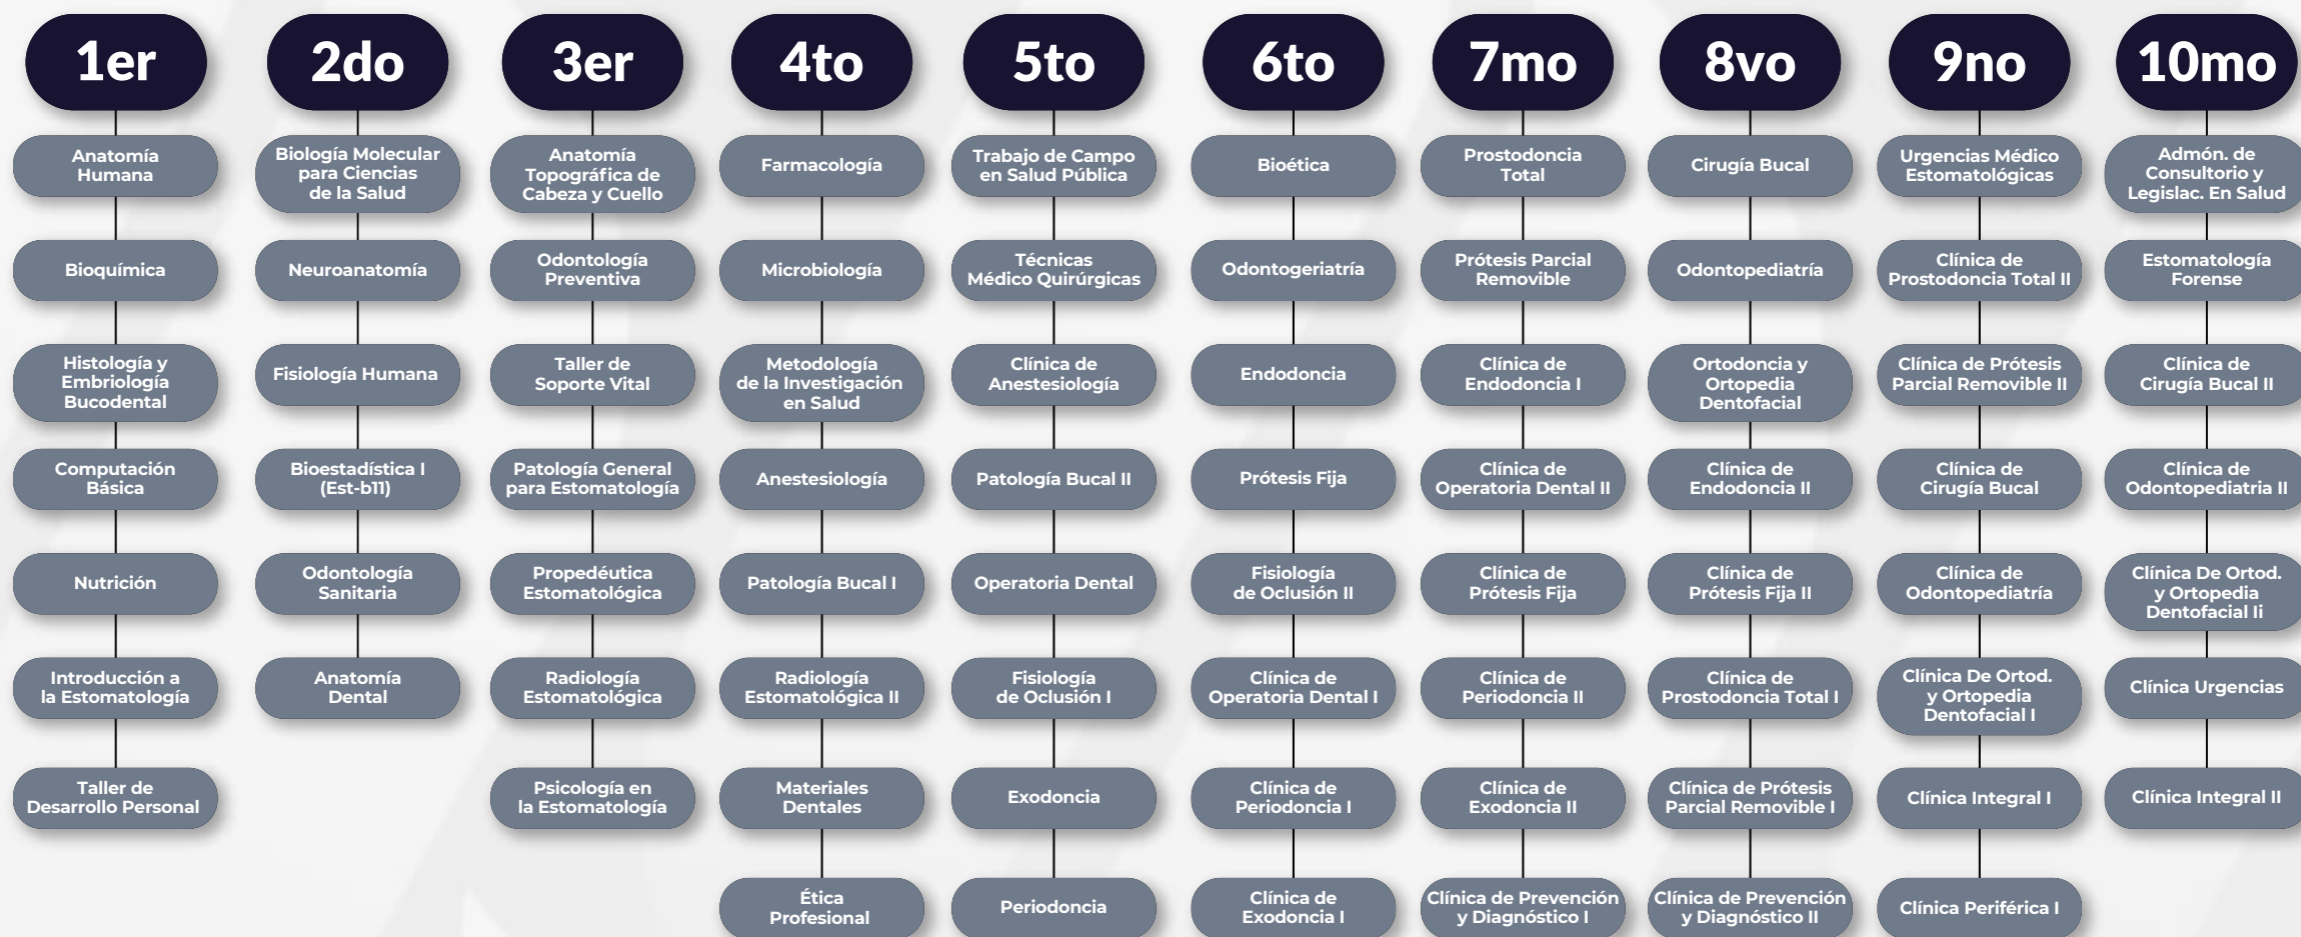 1er
Anatomía
Humana
Bioquímica
Histología y
Embriología
Bucodental
Computación
Básica
Nutrición
Introducción a
la Estomatología
Taller de
Desarrollo Personal
2do
Biología Molecular
para Ciencias
de la Salud
Neuroanatomía
Fisiología Humana
Bioestadística I
(Est-b11)
Odontología
Sanitaria
Anatomía
Dental
3er
Anatomía
Topográfica de
Cabeza y Cuello
Odontología
Preventiva
Taller de
Soporte Vital
Patología General
para Estomatología
Propedéutica
Estomatológica
Radiología
Estomatológica
Psicología en
la Estomatología
4to
Farmacología
Microbiología
Metodología
de la Investigación
en Salud
Anestesiología
Patología Bucal I
Radiología
Estomatológica II
Materiales
Dentales
Ética
Profesional
5to
Trabajo de Campo
en Salud Pública
Técnicas
Médico Quirúrgicas
Clínica de
Anestesiología
Patología Bucal II
Operatoria Dental
Fisiología
de Oclusión I
Exodoncia
Periodoncia
6to
Bioética
Odontogeriatría
Endodoncia
Prótesis Fija
Fisiología
de Oclusión II
Clínica de
Operatoria Dental I
Clínica de
Periodoncia I
Clínica de
Exodoncia I
7mo
Prostodoncia
Total
Prótesis Parcial
Removible
Clínica de
Endodoncia I
Clínica de
Operatoria Dental II
Clínica de
Prótesis Fija
Clínica de
Periodoncia II
Clínica de
Exodoncia II
Clínica de Prevención
y Diagnóstico I
8vo
Cirugía Bucal
Odontopediatría
Ortodoncia y
Ortopedia
Dentofacial
Clínica de
Endodoncia II
Clínica de
Prótesis Fija II
Clínica de
Prostodoncia Total I
Clínica de Prótesis
Parcial Removible I
Clínica de Prevención
y Diagnóstico II
9no
Urgencias Médico
Estomatológicas
Clínica de
Prostodoncia Total II
Clínica de Prótesis
Parcial Removible II
Clínica de
Cirugía Bucal
Clínica de
Odontopediatría
Clínica De Ortod.
y Ortopedia
Dentofacial I
Clínica Integral I
Clínica Periférica I
10mo
Admón. de
Consultorio y
Legislac. En Salud
Estomatología
Forense
Clínica de
Cirugía Bucal II
Clínica de
Odontopediatria II
Clínica De Ortod.
y Ortopedia
Dentofacial Ii
Clínica Urgencias
Clínica Integral II